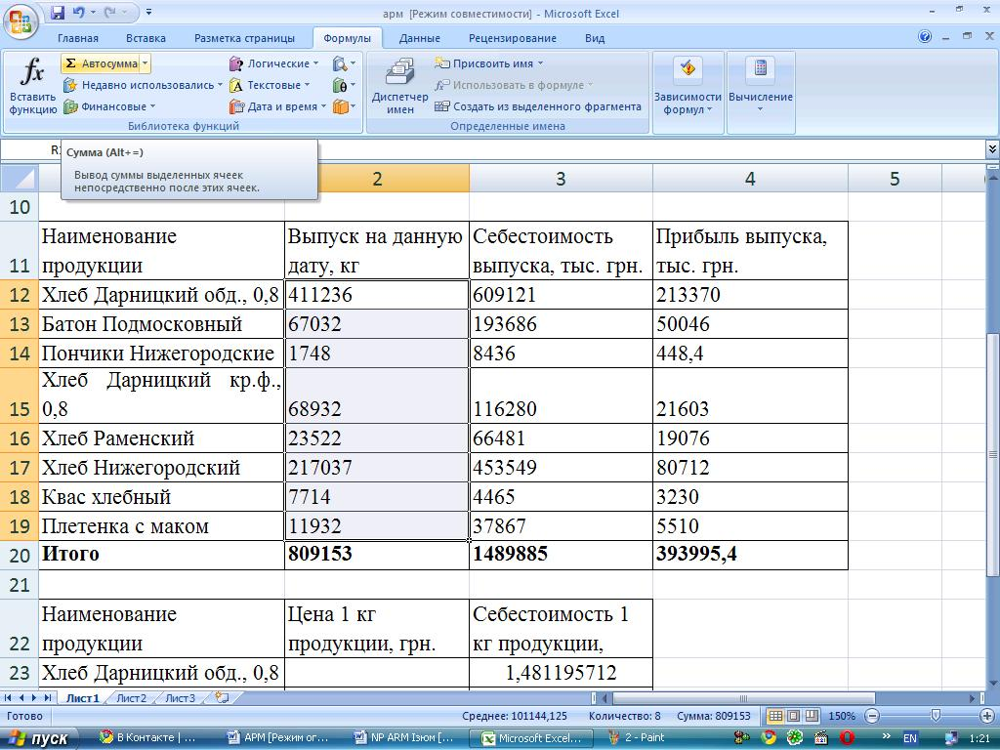 арм [Режим совместимости] - Microsoft Excel
Главная Вставка Разметка страницы Формулы Данные Рецензирование Вид
fx Вставить функцию
Σ Автосумма
Недавно использовались
Финансовые
Логические
Текстовые
Дата и время
Библиотека функций
Диспетчер имен
Присвоить имя
Использовать в формуле
Создать из выделенного фрагмента
Определенные имена
Зависимости формул
Вычисление
Сумма (Alt+=)
Вывод суммы выделенных ячеек
непосредственно после этих ячеек.
2 3 4 5
10
11 Наименование продукции Выпуск на данную дату, кг Себестоимость выпуска, тыс. грн. Прибыль выпуска, тыс. грн.
12 Хлеб Дарницкий обд., 0,8 411236 609121 213370
13 Батон Подмосковный 67032 193686 50046
14 Пончики Нижегородские 1748 8436 448,4
15 Хлеб Дарницкий кр.ф., 0,8 68932 116280 21603
16 Хлеб Раменский 23522 66481 19076
17 Хлеб Нижегородский 217037 453549 80712
18 Квас хлебный 7714 4465 3230
19 Плетенка с маком 11932 37867 5510
20 Итого 809153 1489885 393995,4
21
22 Наименование продукции Цена 1 кг продукции, грн. Себестоимость 1 кг продукции,
23 Хлеб Дарницкий обд., 0,8 1,481195712
Лист1 Лист2 Лист3
Готово Среднее: 101144,125 Количество: 8 Сумма: 809153 150%
пуск В Контакте | ... АРМ [Режим ог... NP ARM Ізюм [... Microsoft Excel... 2 - Paint EN 1:21